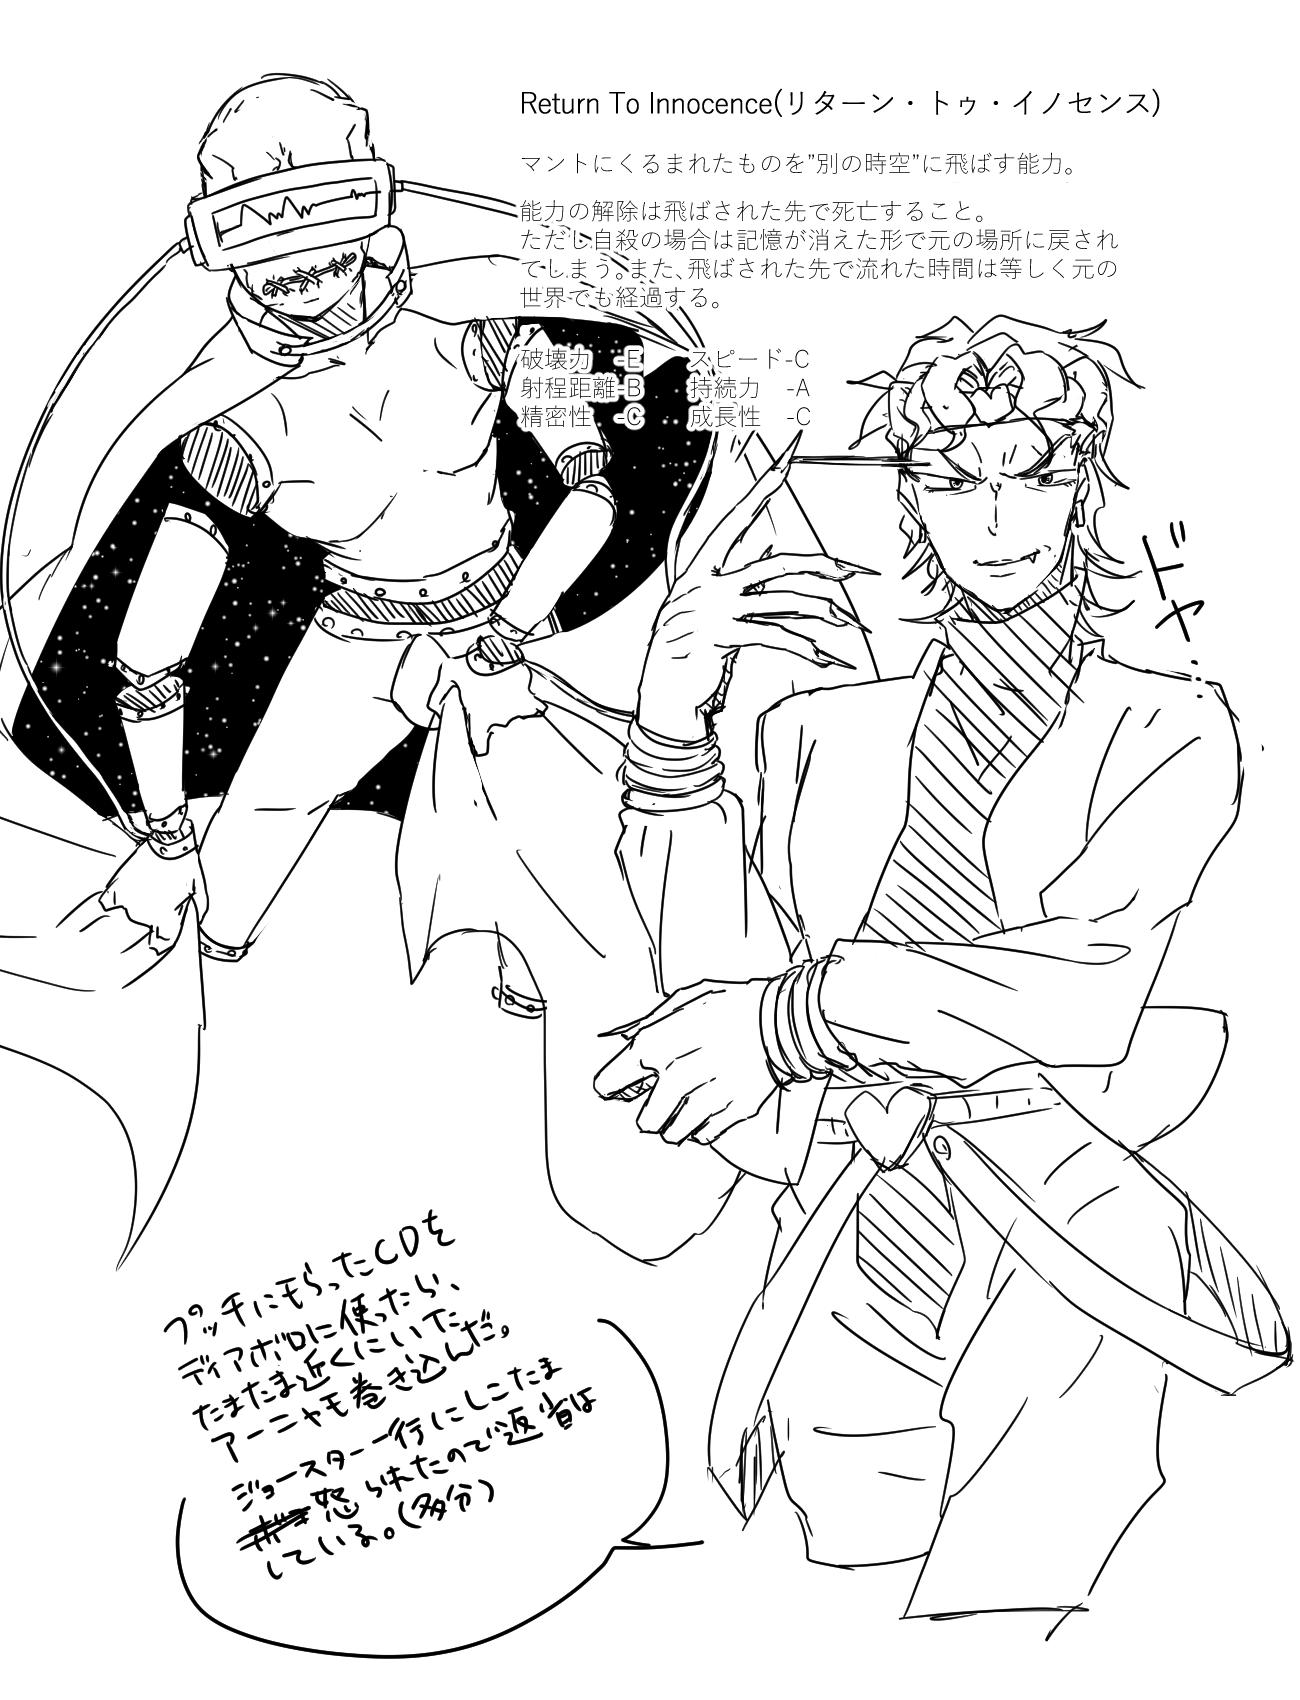 Return To Innocence(リターン・トゥ・イノセンス)
マントにくるまれたものを”別の時空”に飛ばす能力。
能力の解除は飛ばされた先で死亡すること。
ただし自殺の場合は記憶が消えた形で元の場所に戻され
てしまう。また、飛ばされた先で流れた時間は等しく元の
世界でも経過する。
破壊力 -E スピード-C
射程距離-B 持続力 -A
精密性 -C 成長性 -C
ドヤ…
プッチにもらったCDを
ディアボロに使ったら、
たまたま近くにいた
アーニャも巻き込んだ。
ジョースター一行にしこたま
怒られたので返省は
している。(多分)